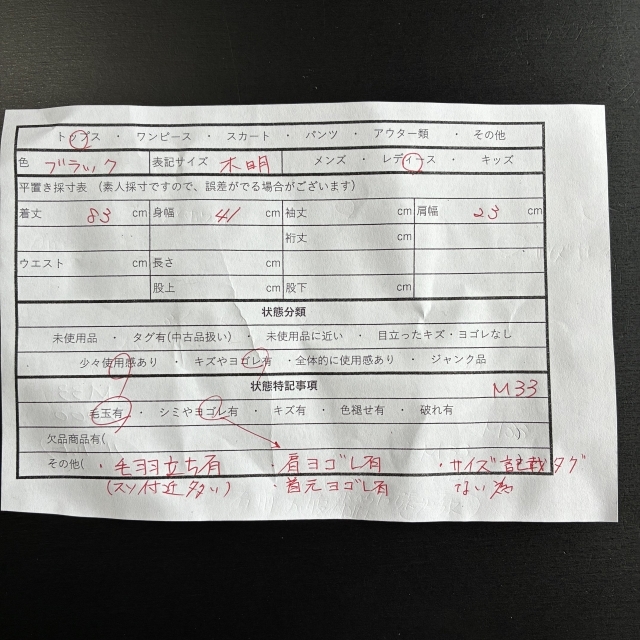 トップス ・ ワンピース ・ スカート ・ パンツ ・ アウター類 ・ その他
色 ブラック 表記サイズ 不明 メンズ ・ レディース ・ キッズ
平置き採寸表 (素人採寸ですので、誤差がでる場合がございます)
着丈 83 cm 身幅 41 cm 袖丈 cm 肩幅 23 cm
cm 裄丈 cm
ウエスト cm 長さ cm
股上 cm 股下 cm
状態分類
未使用品 ・ タグ有(中古品扱い) ・ 未使用品に近い ・ 目立ったキズ・ヨゴレなし
少々使用感あり ・ キズやヨゴレ有 ・全体的に使用感あり ・ ジャンク品
状態特記事項 M33
毛玉有 ・ シミやヨゴレ有 ・ キズ有 ・ 色褪せ有 ・ 破れ有
欠品商品有( )
その他( ・毛羽立ち有 ・肩ヨゴレ有 ・サイズ記載タグ
(スソ付近多い) ・首元ヨゴレ有 ない為